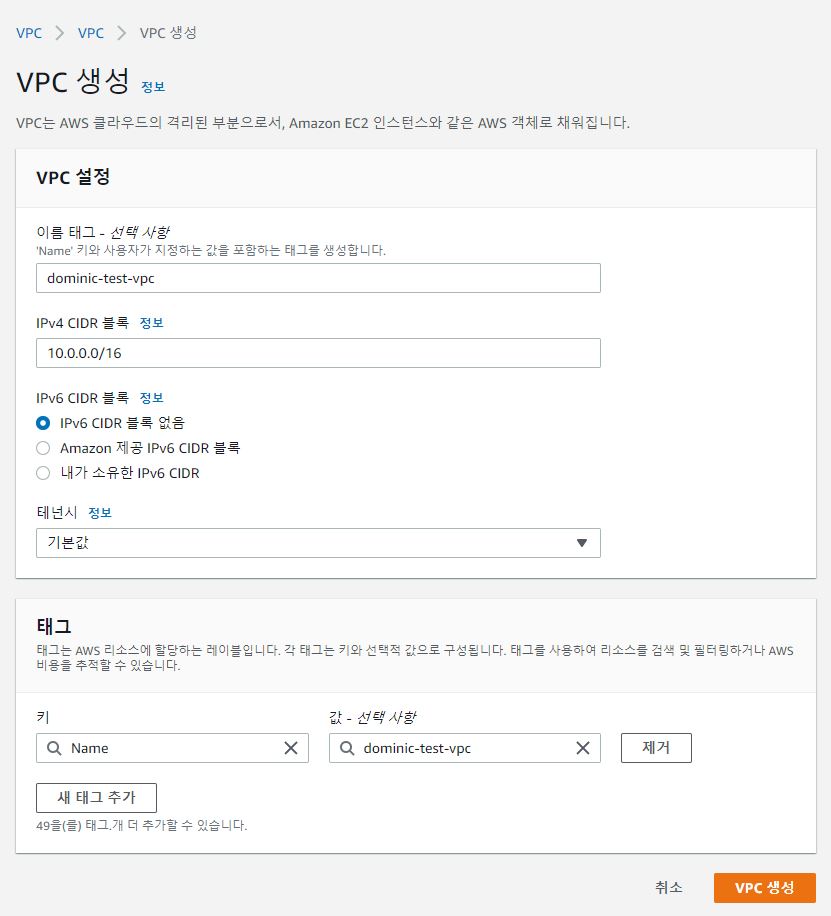 VPC > VPC > VPC 생성
VPC 생성 정보
VPC는 AWS 클라우드의 격리된 부분으로서, Amazon EC2 인스턴스와 같은 AWS 객체로 채워집니다.
VPC 설정
이름 태그 - 선택 사항
'Name' 키와 사용자가 지정하는 값을 포함하는 태그를 생성합니다.
dominic-test-vpc
IPv4 CIDR 블록 정보
10.0.0.0/16
IPv6 CIDR 블록 정보
IPv6 CIDR 블록 없음
Amazon 제공 IPv6 CIDR 블록
내가 소유한 IPv6 CIDR
테넌시 정보
기본값
태그
태그는 AWS 리소스에 할당하는 레이블입니다. 각 태그는 키와 선택적 값으로 구성됩니다. 태그를 사용하여 리소스를 검색 및 필터링하거나 AWS
비용을 추적할 수 있습니다.
키 값 - 선택 사항
Name dominic-test-vpc 제거
새 태그 추가
49을(를) 태그.개 더 추가할 수 있습니다.
취소 VPC 생성